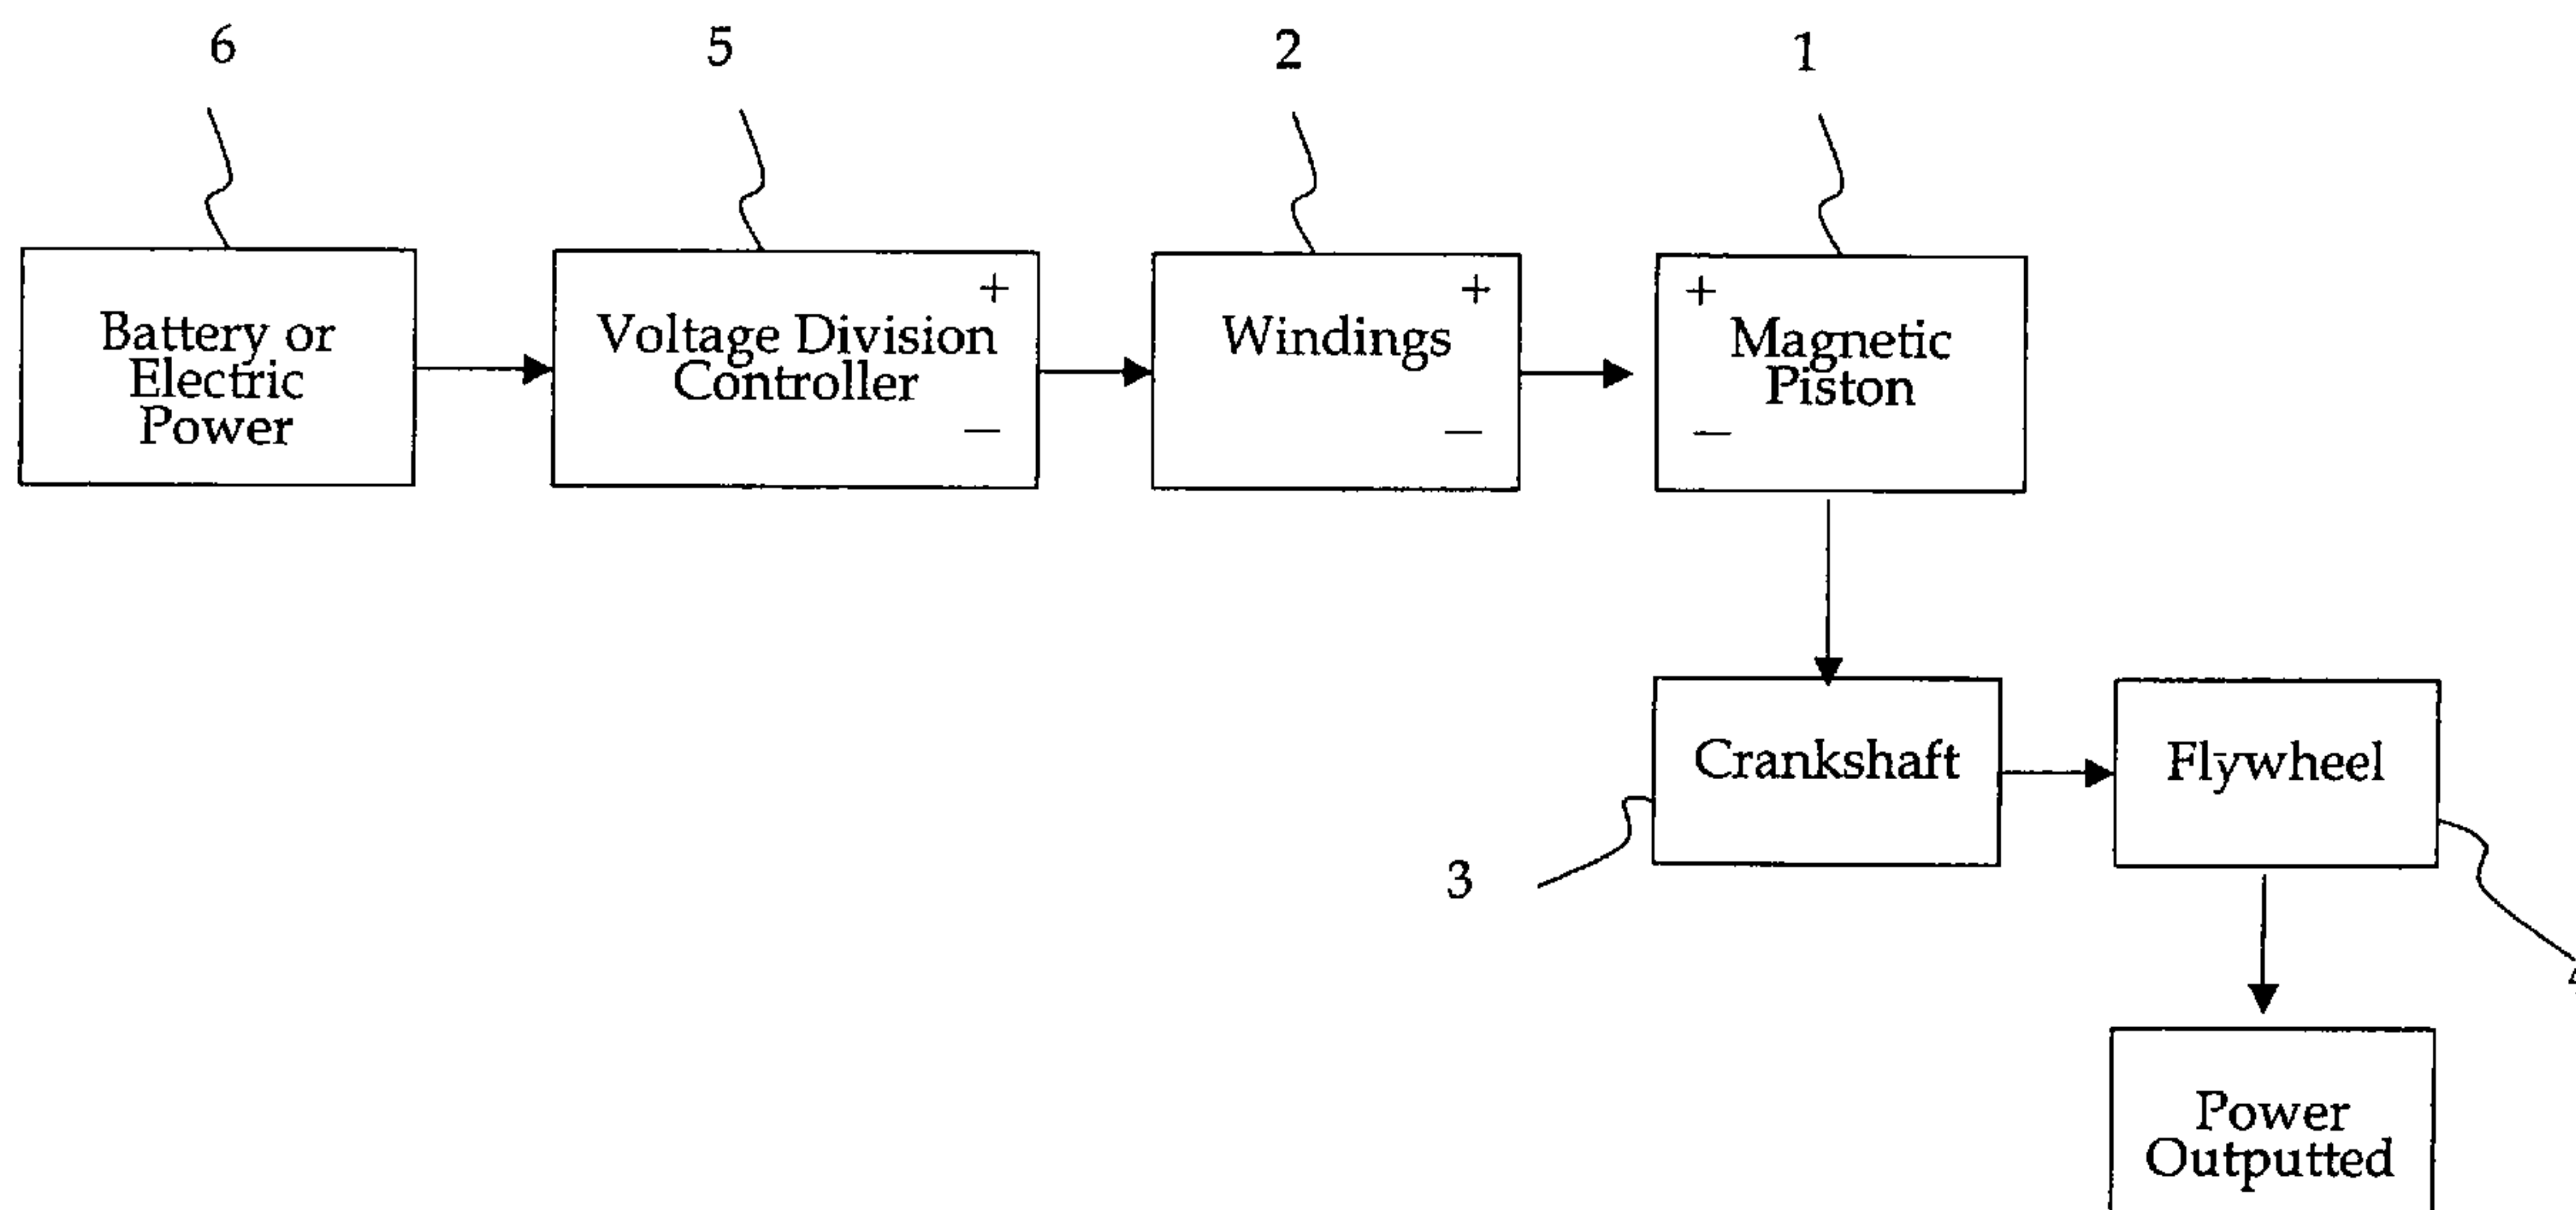 6
5
2
1
Battery or
Electric
Power
Voltage Division
Controller
+
—
Windings
+
—
+
Magnetic
Piston
—
Crankshaft
Flywheel
3
Power
Outputted